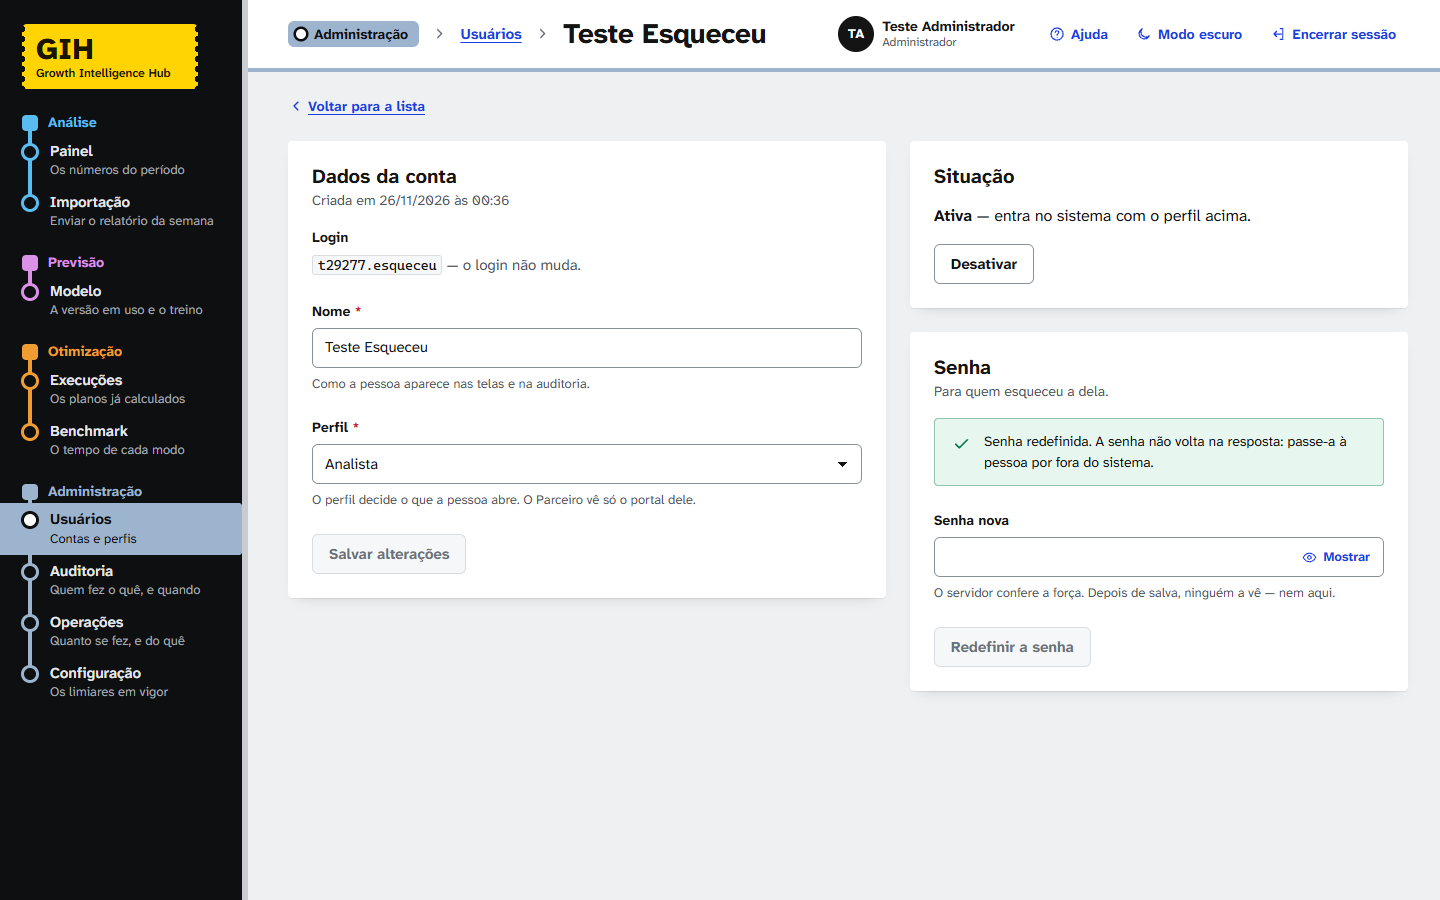 GIH
Growth Intelligence Hub
Análise
Painel
Os números do período
Importação
Enviar o relatório da semana
Previsão
Modelo
A versão em uso e o treino
Otimização
Execuções
Os planos já calculados
Benchmark
O tempo de cada modo
Administração
Usuários
Contas e perfis
Auditoria
Quem fez o quê, e quando
Operações
Quanto se fez, e do quê
Configuração
Os limiares em vigor
Administração
Usuários
Teste Esqueceu
TA
Teste Administrador
Administrador
Ajuda
Modo escuro
Encerrar sessão
Voltar para a lista
Dados da conta
Criada em 26/11/2026 às 00:36
Login
t29277.esqueceu — o login não muda.
Nome *
Teste Esqueceu
Como a pessoa aparece nas telas e na auditoria.
Perfil *
Analista
O perfil decide o que a pessoa abre. O Parceiro vê só o portal dele.
Salvar alterações
Situação
Ativa — entra no sistema com o perfil acima.
Desativar
Senha
Para quem esqueceu a dela.
Senha redefinida. A senha não volta na resposta: passe-a à
pessoa por fora do sistema.
Senha nova
Mostrar
O servidor confere a força. Depois de salva, ninguém a vê — nem aqui.
Redefinir a senha